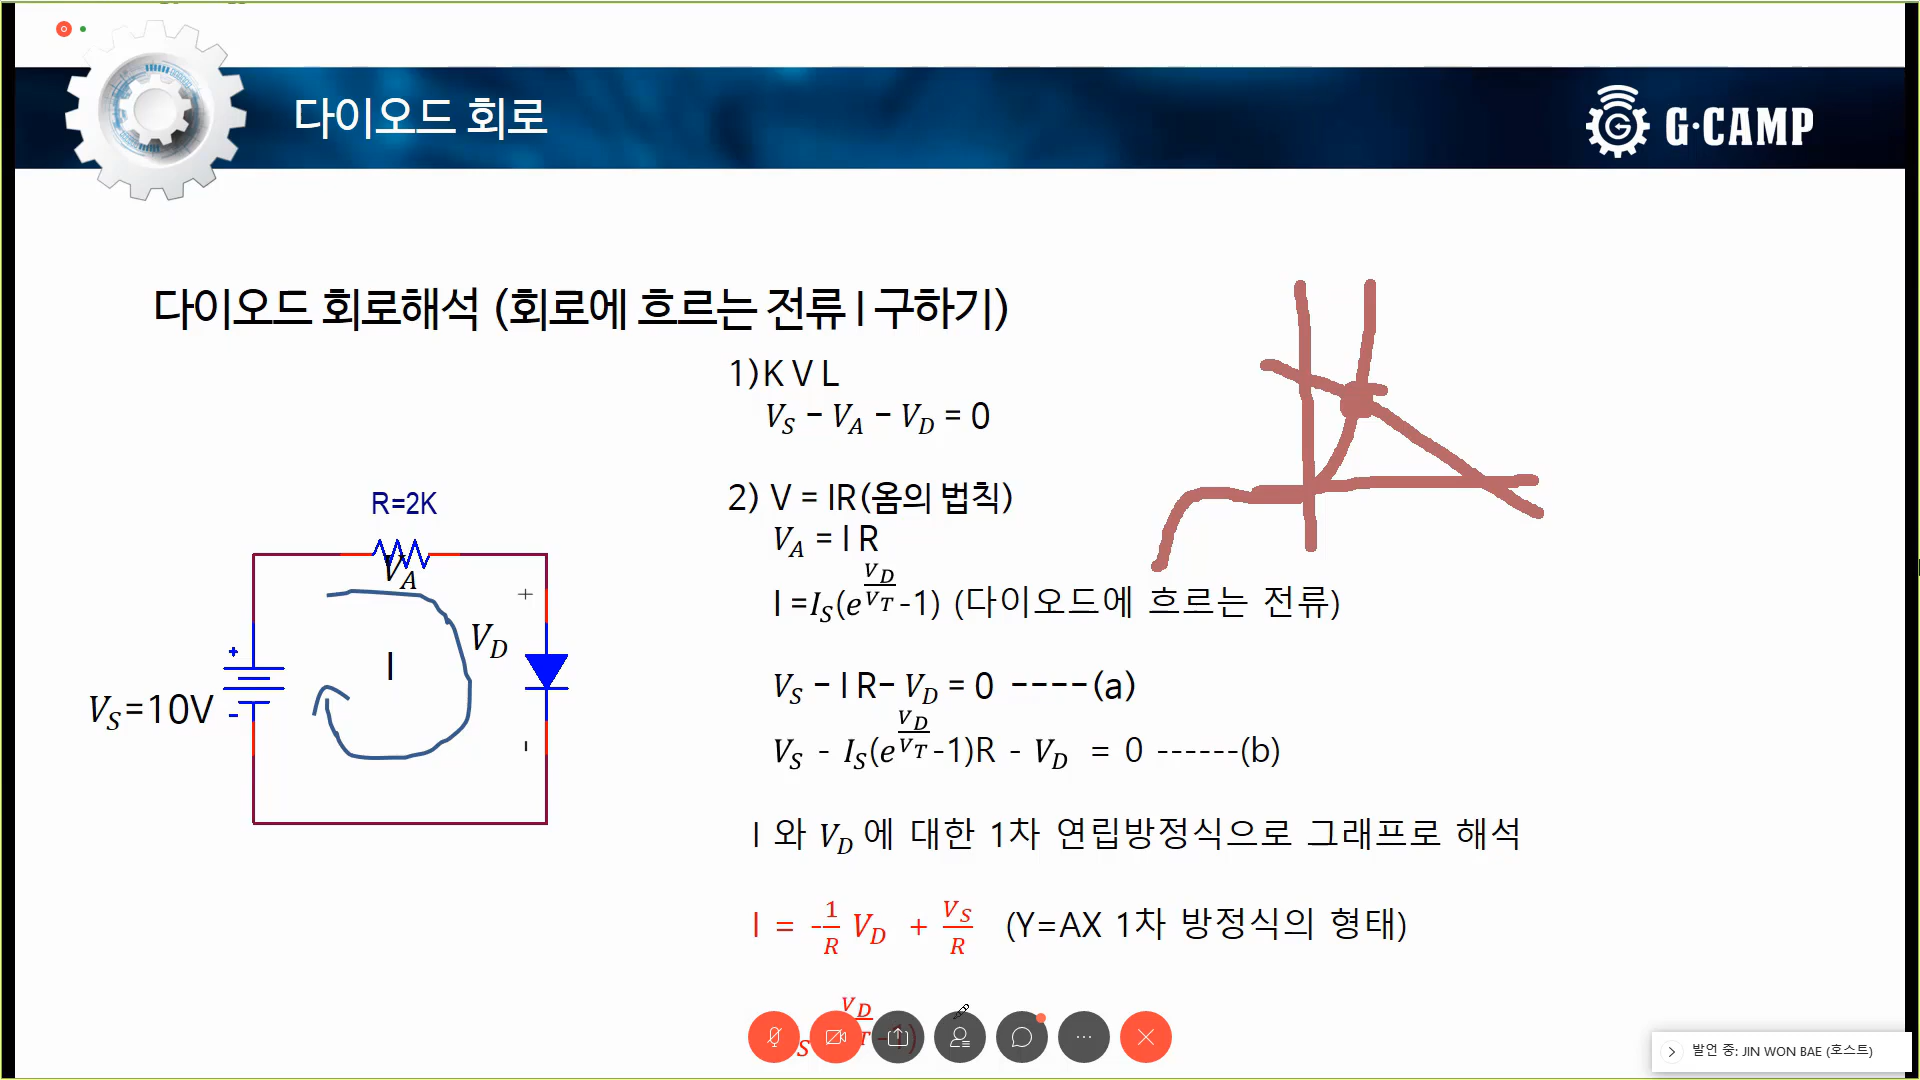 다이오드 회로
G·CAMP
다이오드 회로해석 (회로에 흐르는 전류 I 구하기)
1) K V L
V_S − V_A − V_D = 0
2) V = IR(옴의 법칙)
V_A = I R
I = I_S(e^{V_D/V_T} -1) (다이오드에 흐르는 전류)
V_S − I R− V_D = 0 ----(a)
V_S - I_S(e^{V_D/V_T} -1)R - V_D = 0 ------(b)
I 와 V_D 에 대한 1차 연립방정식으로 그래프로 해석
I = -\frac{1}{R} V_D + \frac{V_S}{R} (Y=AX 1차 방정식의 형태)
R=2K
V_A
+
V_D
I
+
V_S=10V
-
-
발언 중: JIN WON BAE (호스트)